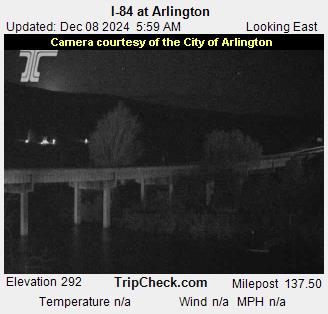 I-84 at Arlington
Updated: Dec 08 2024 5:59 AM Looking East
Camera courtesy of the City of Arlington
Elevation 292 TripCheck.com Milepost 137.50
Temperature n/a Wind n/a MPH n/a